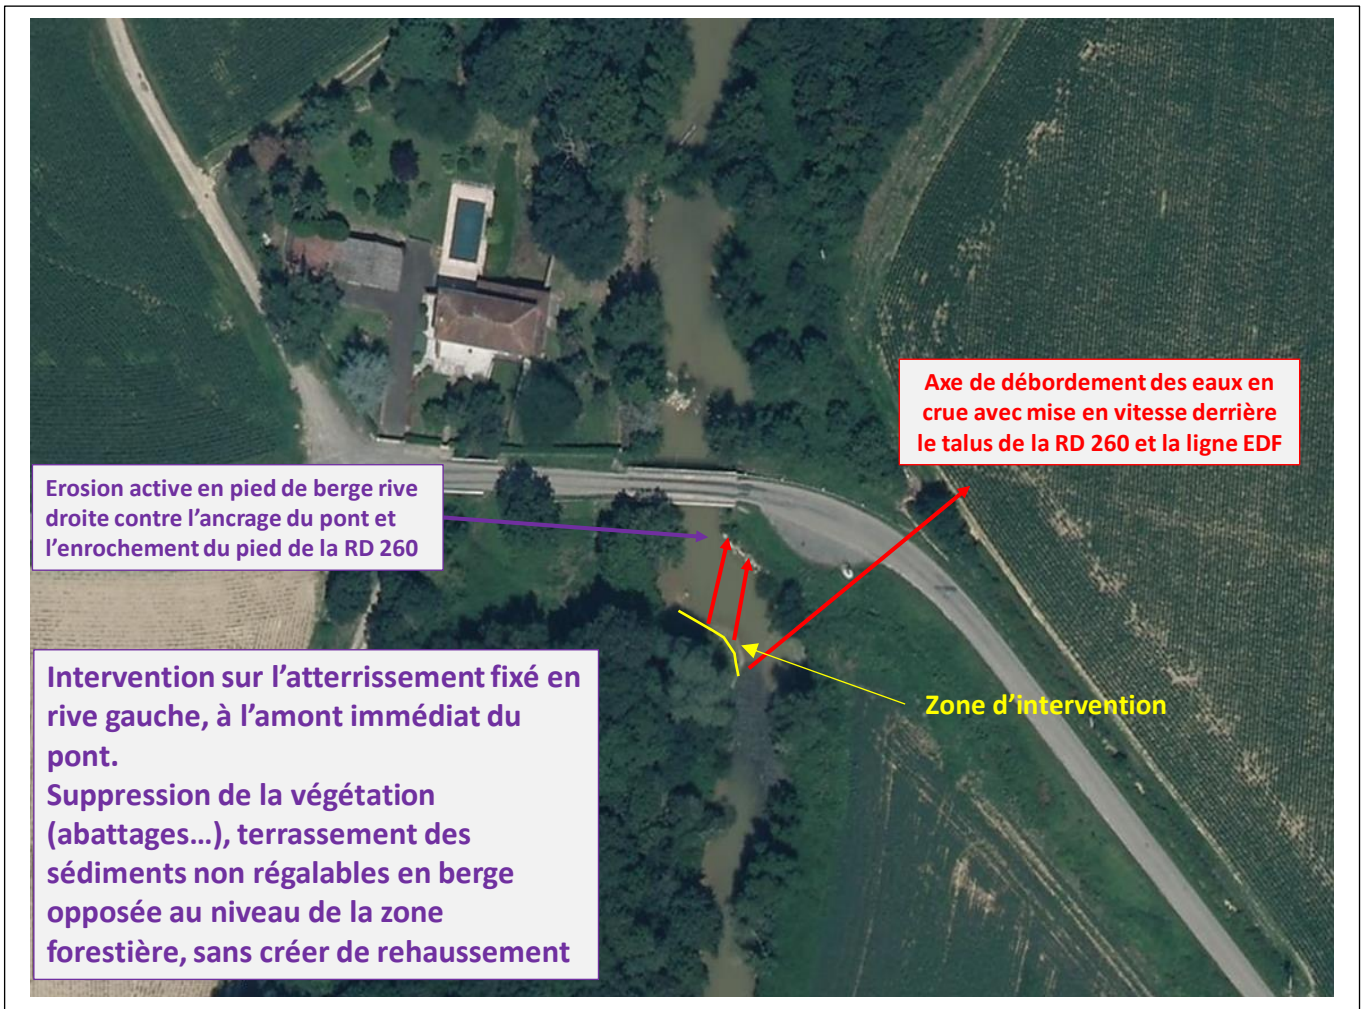 Axe de débordement des eaux en
crue avec mise en vitesse derrière
le talus de la RD 260 et la ligne EDF
Erosion active en pied de berge rive
droite contre l’ancrage du pont et
l’enrochement du pied de la RD 260
Intervention sur l’atterrissement fixé en
rive gauche, à l’amont immédiat du
pont.
Suppression de la végétation
(abattages…), terrassement des
sédiments non régalables en berge
opposée au niveau de la zone
forestière, sans créer de rehaussement
Zone d’intervention